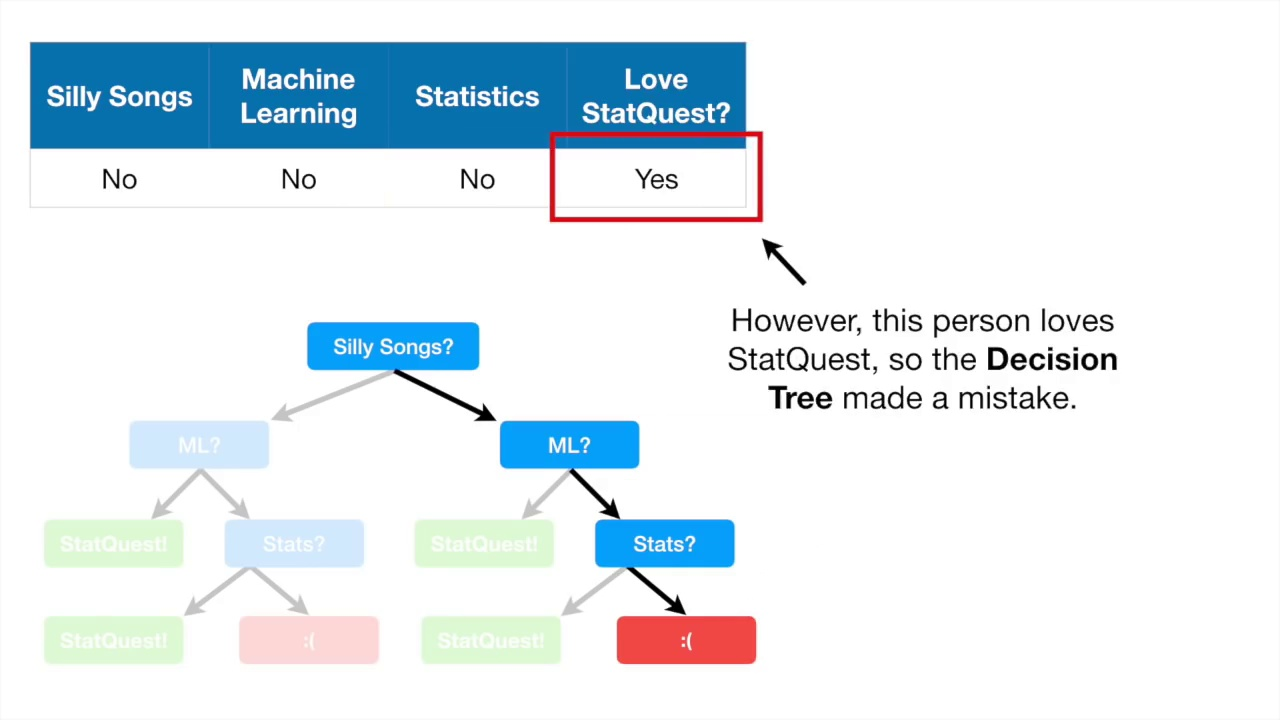 Silly Songs
Machine
Learning
Statistics
Love
StatQuest?
No
No
No
Yes
However, this person loves
StatQuest, so the Decision
Tree made a mistake.
Silly Songs?
ML?
ML?
StatQuest!
Stats?
StatQuest!
Stats?
StatQuest!
:(
StatQuest!
:(